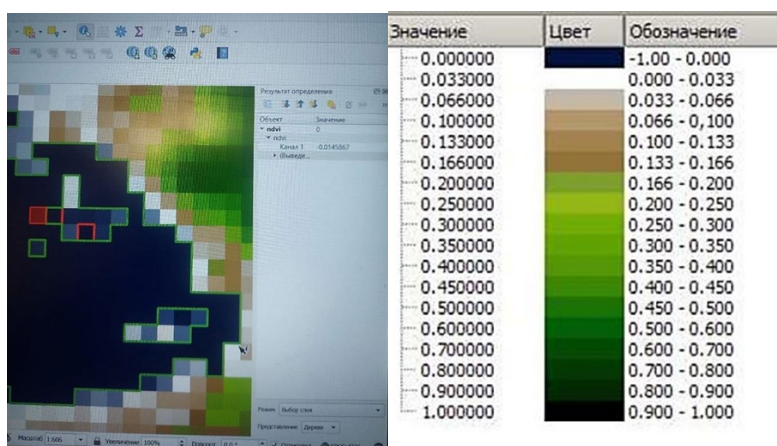 Результат определения
Объект Значение
ndvi 0
ndvi
Канал 1 -0.0145867
(Выведе...
Режим Выбор слоя
Представление Дерево
Масштаб 1:606 Увеличение 100% Поворот 0,0 °
Значение Цвет Обозначение
0.000000 -1.00 - 0.000
0.033000 0.000 - 0.033
0.066000 0.033 - 0.066
0.100000 0.066 - 0,100
0.133000 0.100 - 0.133
0.166000 0.133 - 0.166
0.200000 0.166 - 0.200
0.250000 0.200 - 0.250
0.300000 0.250 - 0.300
0.350000 0.300 - 0.350
0.400000 0.350 - 0.400
0.450000 0.400 - 0.450
0.500000 0.450 - 0.500
0.600000 0.500 - 0.600
0.700000 0.600 - 0.700
0.800000 0.700 - 0.800
0.900000 0.800 - 0.900
1.000000 0.900 - 1.000